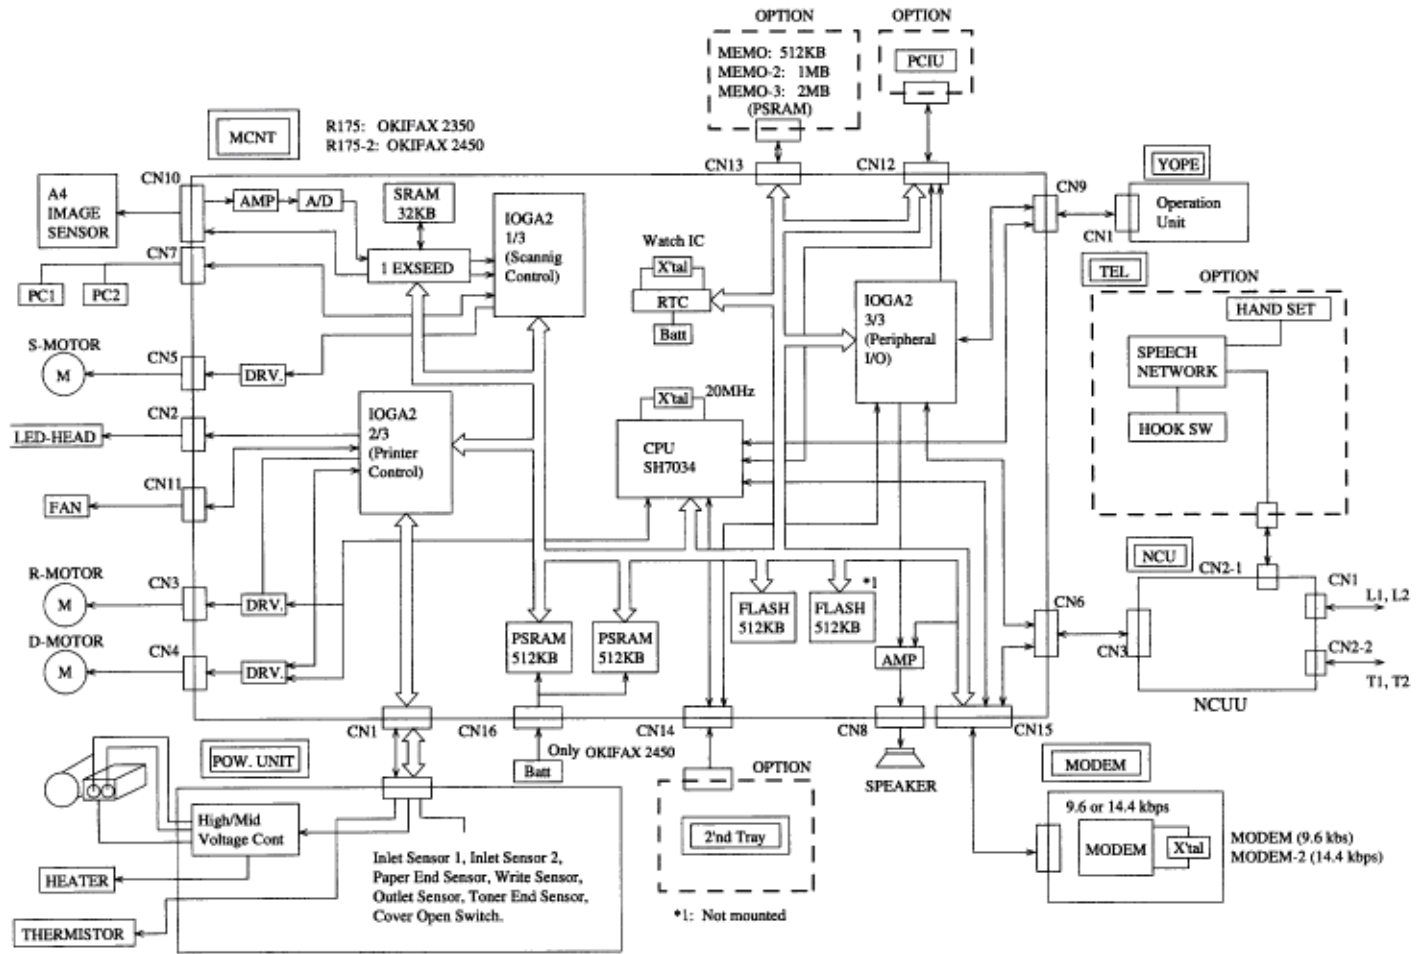 OPTION
OPTION
MEMO: 512KB
MEMO-2: 1MB
MEMO-3: 2MB
(PSRAM)
PCIU
MCNT
R175: OKIFAX 2350
R175-2: OKIFAX 2450
CN13
CN12
YOPE
CN10
A4
IMAGE
SENSOR
AMP
A/D
SRAM
32KB
IOGA2
1/3
(Scannig
Control)
CN9
Operation
Unit
CN1
Watch IC
X'tal
RTC
Batt
CN7
1 EXSEED
PC1
PC2
TEL
OPTION
HAND SET
IOGA2
3/3
(Peripheral
I/O)
S-MOTOR
M
CN5
DRV.
SPEECH
NETWORK
HOOK SW
20MHz
X'tal
CPU
SH7034
CN2
LED-HEAD
IOGA2
2/3
(Printer
Control)
CN11
FAN
NCU
CN2-1
CN1
L1, L2
R-MOTOR
M
CN3
DRV.
*1
FLASH
512KB
FLASH
512KB
CN6
CN3
CN2-2
T1, T2
NCUU
D-MOTOR
M
CN4
DRV.
PSRAM
512KB
PSRAM
512KB
AMP
CN1
CN16
CN14
CN8
CN15
Only OKIFAX 2450
Batt
POW. UNIT
OPTION
SPEAKER
MODEM
High/Mid
Voltage Cont
2'nd Tray
9.6 or 14.4 kbps
MODEM
X'tal
MODEM (9.6 kbs)
MODEM-2 (14.4 kbps)
HEATER
Inlet Sensor 1, Inlet Sensor 2,
Paper End Sensor, Write Sensor,
Outlet Sensor, Toner End Sensor,
Cover Open Switch.
THERMISTOR
*1: Not mounted